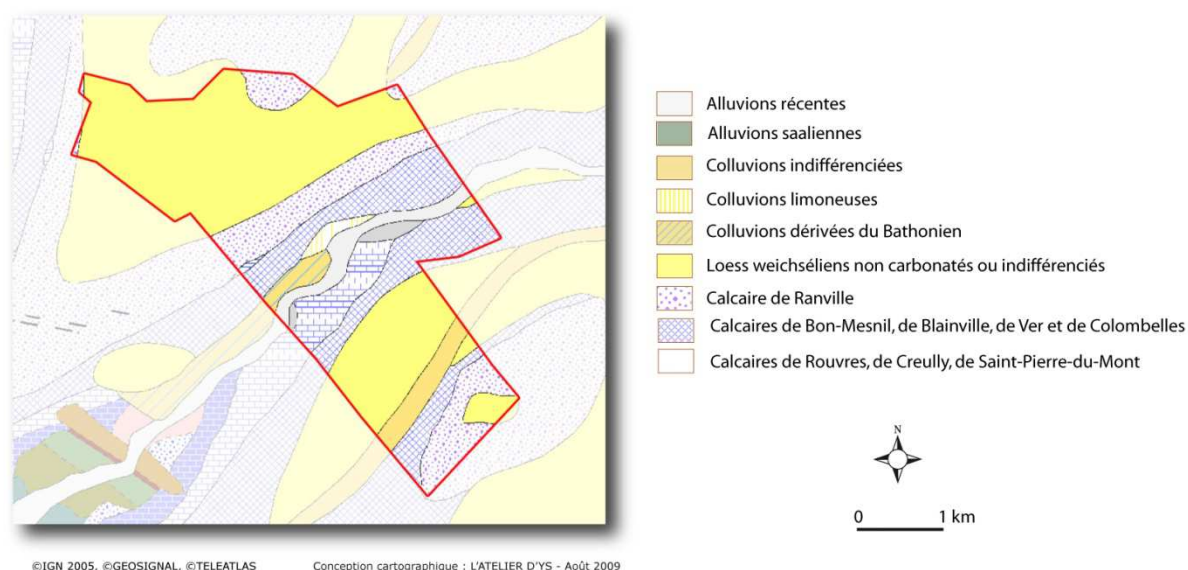 Alluvions récentes
Alluvions saaliennes
Colluvions indifférenciées
Colluvions limoneuses
Colluvions dérivées du Bathonien
Loess weichséliens non carbonatés ou indifférenciés
Calcaire de Ranville
Calcaires de Bon-Mesnil, de Blainville, de Ver et de Colombelles
Calcaires de Rouvres, de Creully, de Saint-Pierre-du-Mont
N
0 1 km
©IGN 2005, ©GEOSIGNAL, ©TELEATLAS Conception cartographique : L'ATELIER D'YS - Août 2009